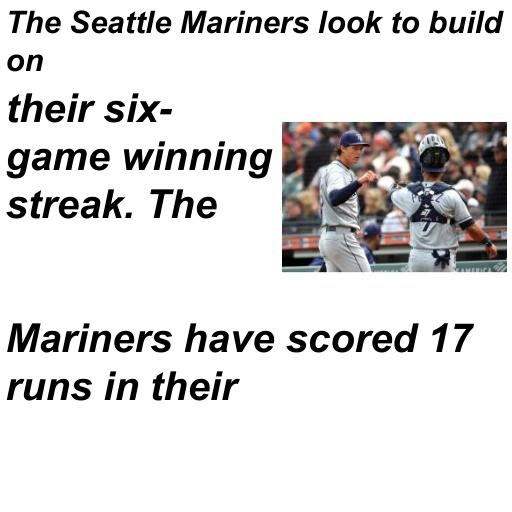 The Seattle Mariners look to build
on
their six-
game winning
streak. The
Mariners have scored 17
runs in their